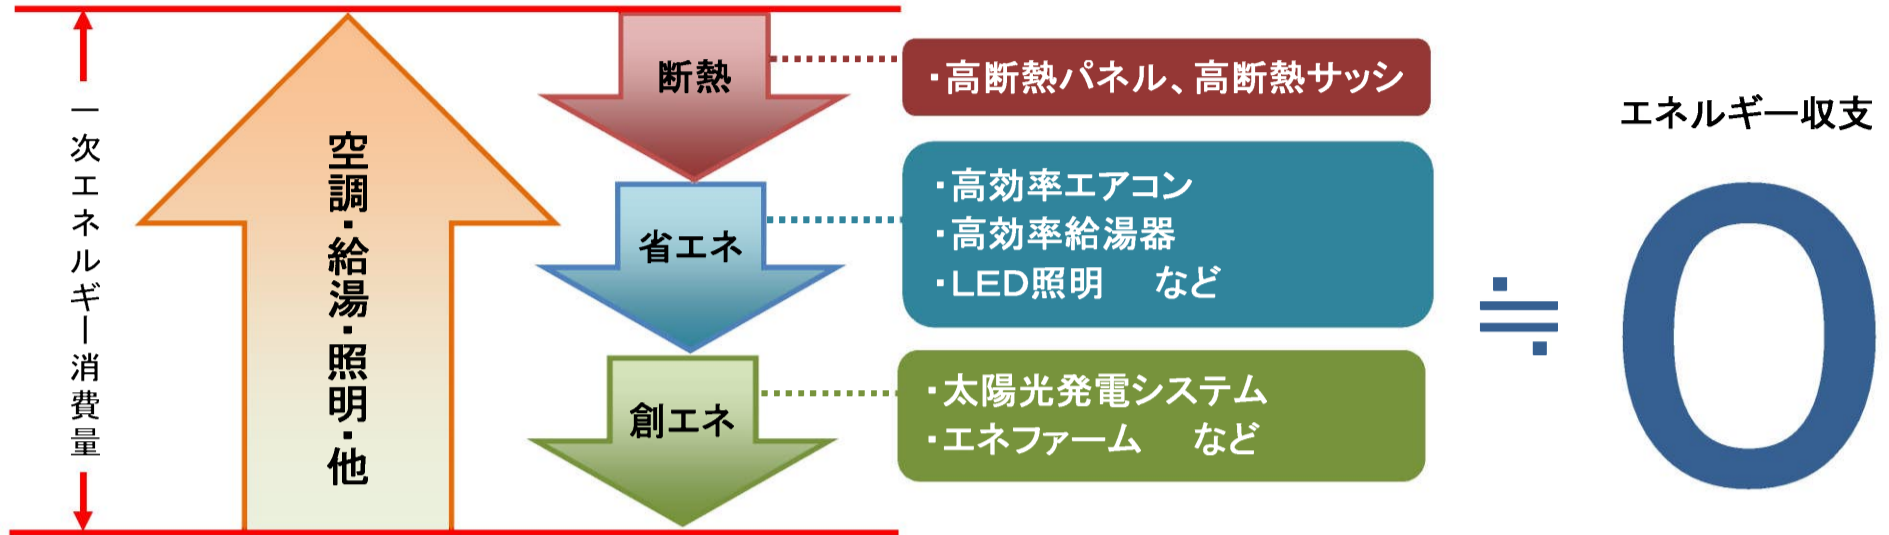 一次エネルギー消費量
空調・給湯・照明・他
断熱
・高断熱パネル、高断熱サッシ
省エネ
・高効率エアコン
・高効率給湯器
・LED照明　など
創エネ
・太陽光発電システム
・エネファーム　など
エネルギー収支
≒0